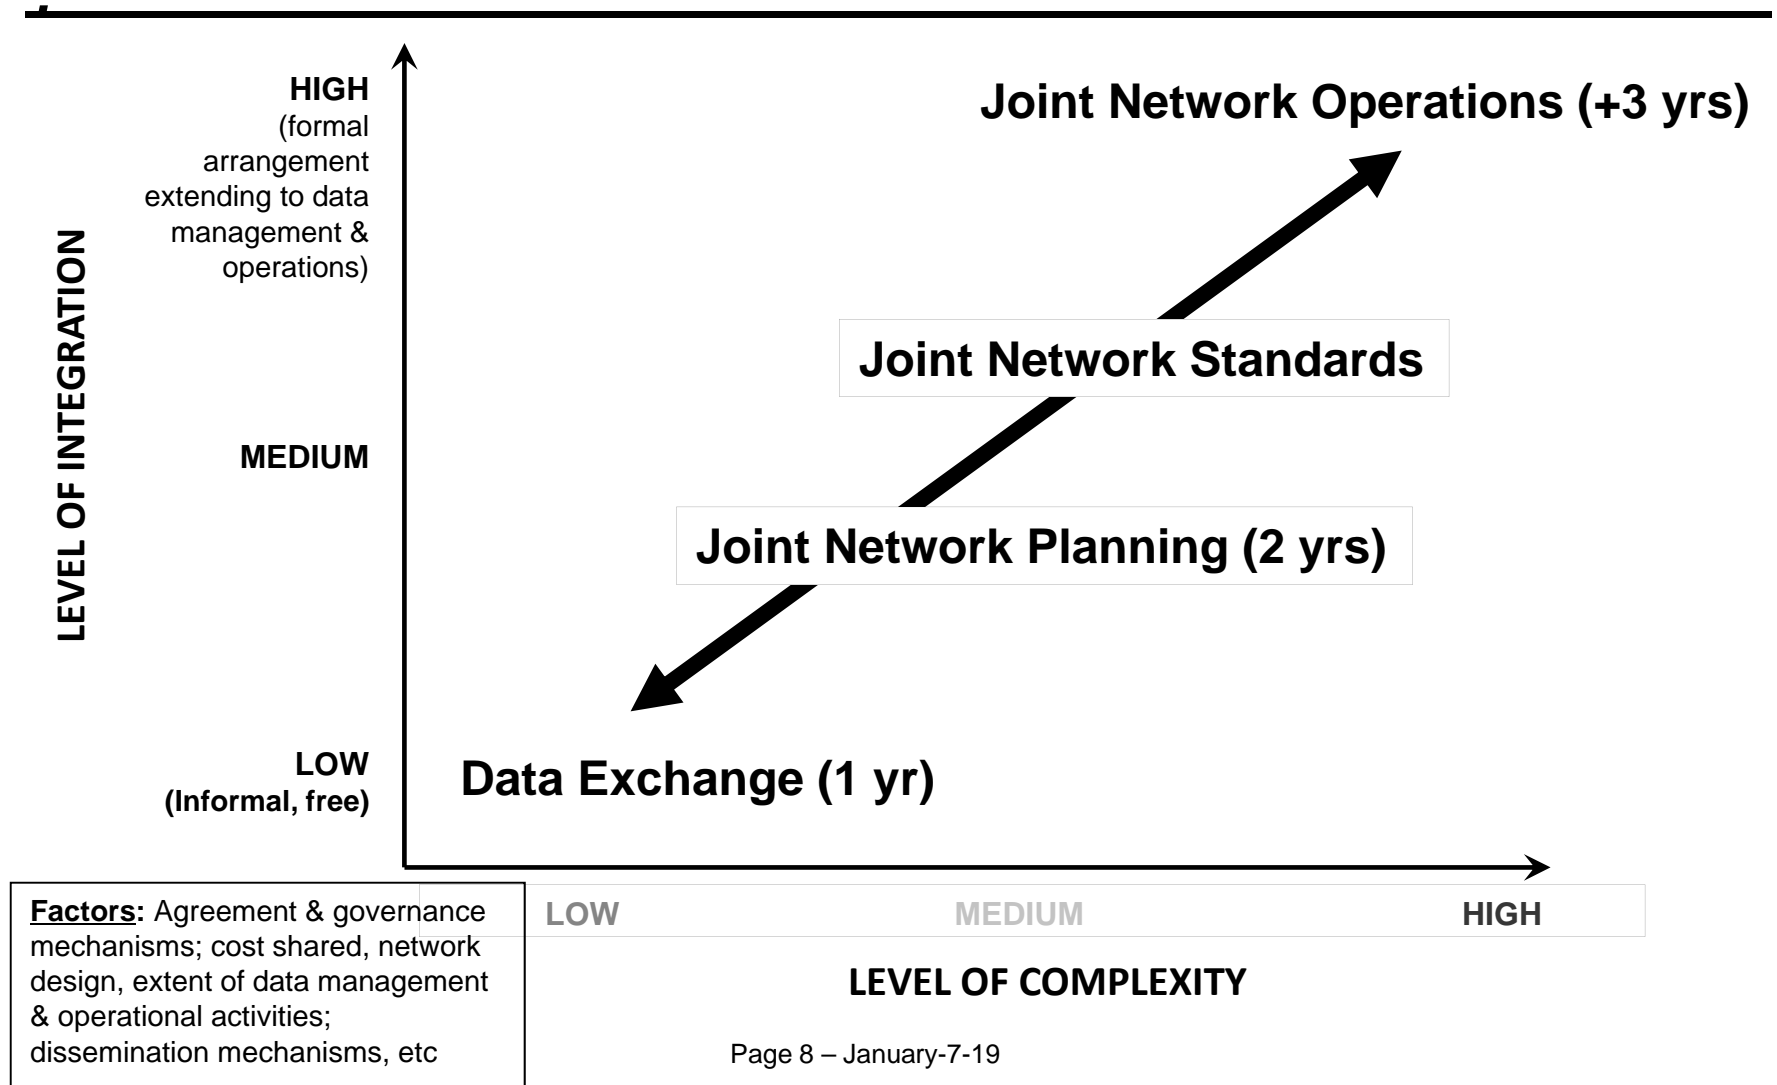 HIGH
(formal
arrangement
extending to data
management &
operations)
Joint Network Operations (+3 yrs)
LEVEL OF INTEGRATION
Joint Network Standards
MEDIUM
Joint Network Planning (2 yrs)
LOW
(Informal, free)
Data Exchange (1 yr)
LOW
MEDIUM
HIGH
LEVEL OF COMPLEXITY
Factors: Agreement & governance
mechanisms; cost shared, network
design, extent of data management
& operational activities;
dissemination mechanisms, etc
Page 8 – January-7-19